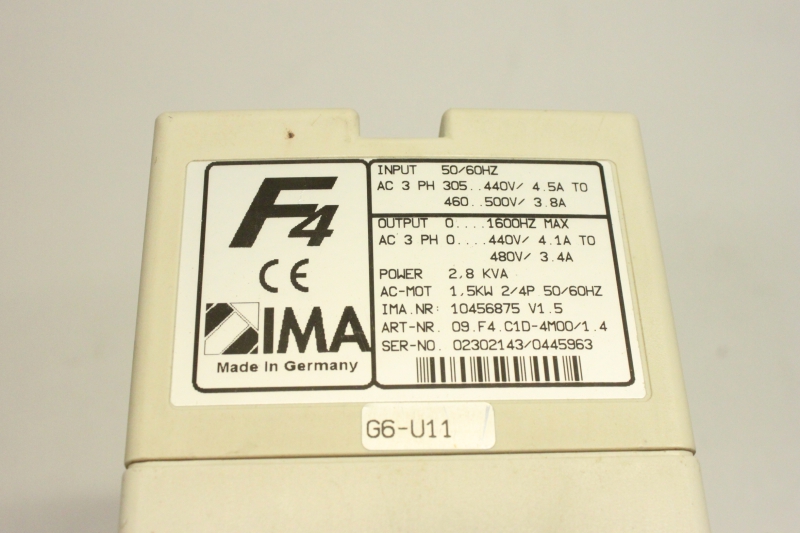 F4
CE
IMA
Made In Germany
INPUT 50/60HZ
AC 3 PH 305..440V/ 4.5A TO
460..500V/ 3.8A
OUTPUT 0....1600HZ MAX
AC 3 PH 0....440V/ 4.1A TO
480V/ 3.4A
POWER 2,8 KVA
AC-MOT 1,5KW 2/4P 50/60HZ
IMA.NR: 10456875 V1.5
ART-NR. 09.F4.C1D-4M00/1.4
SER-NO. 02302143/0445963
G6-U11